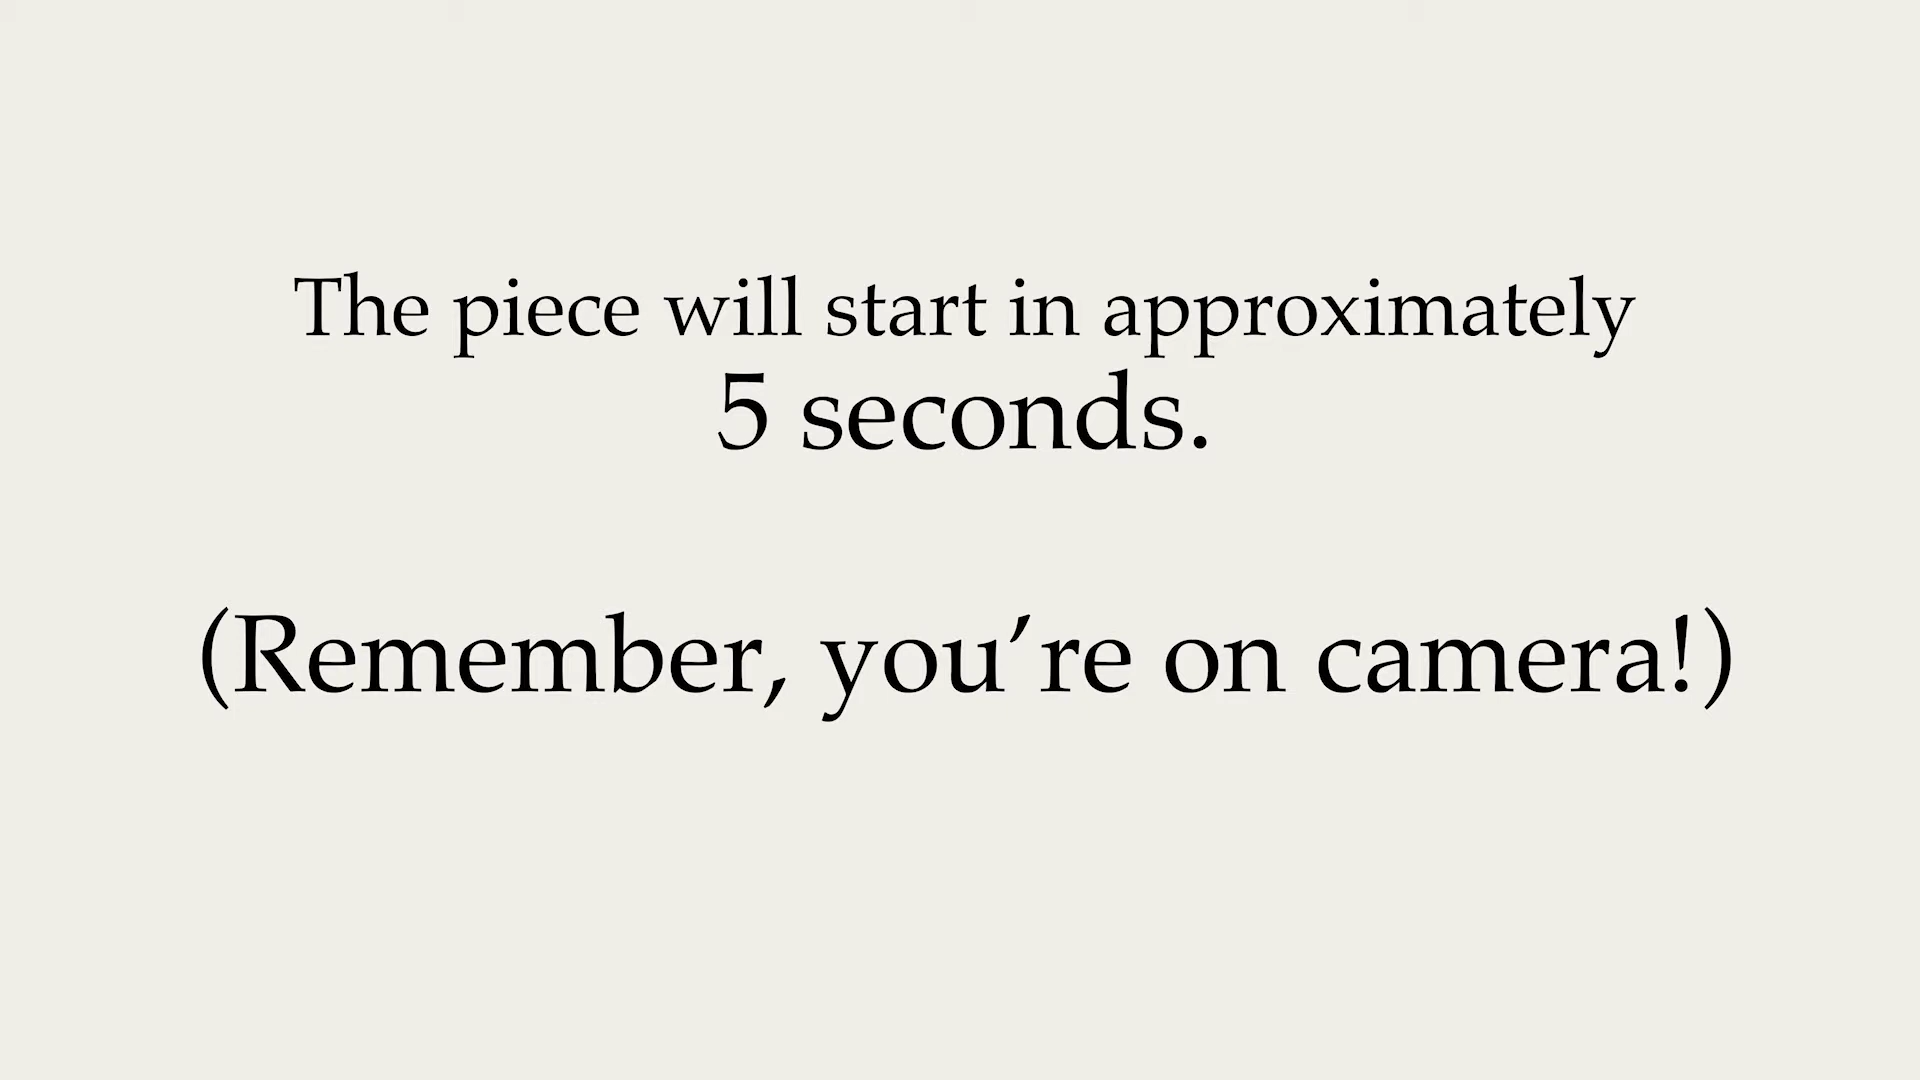 The piece will start in approximately
5 seconds.
(Remember, you’re on camera!)